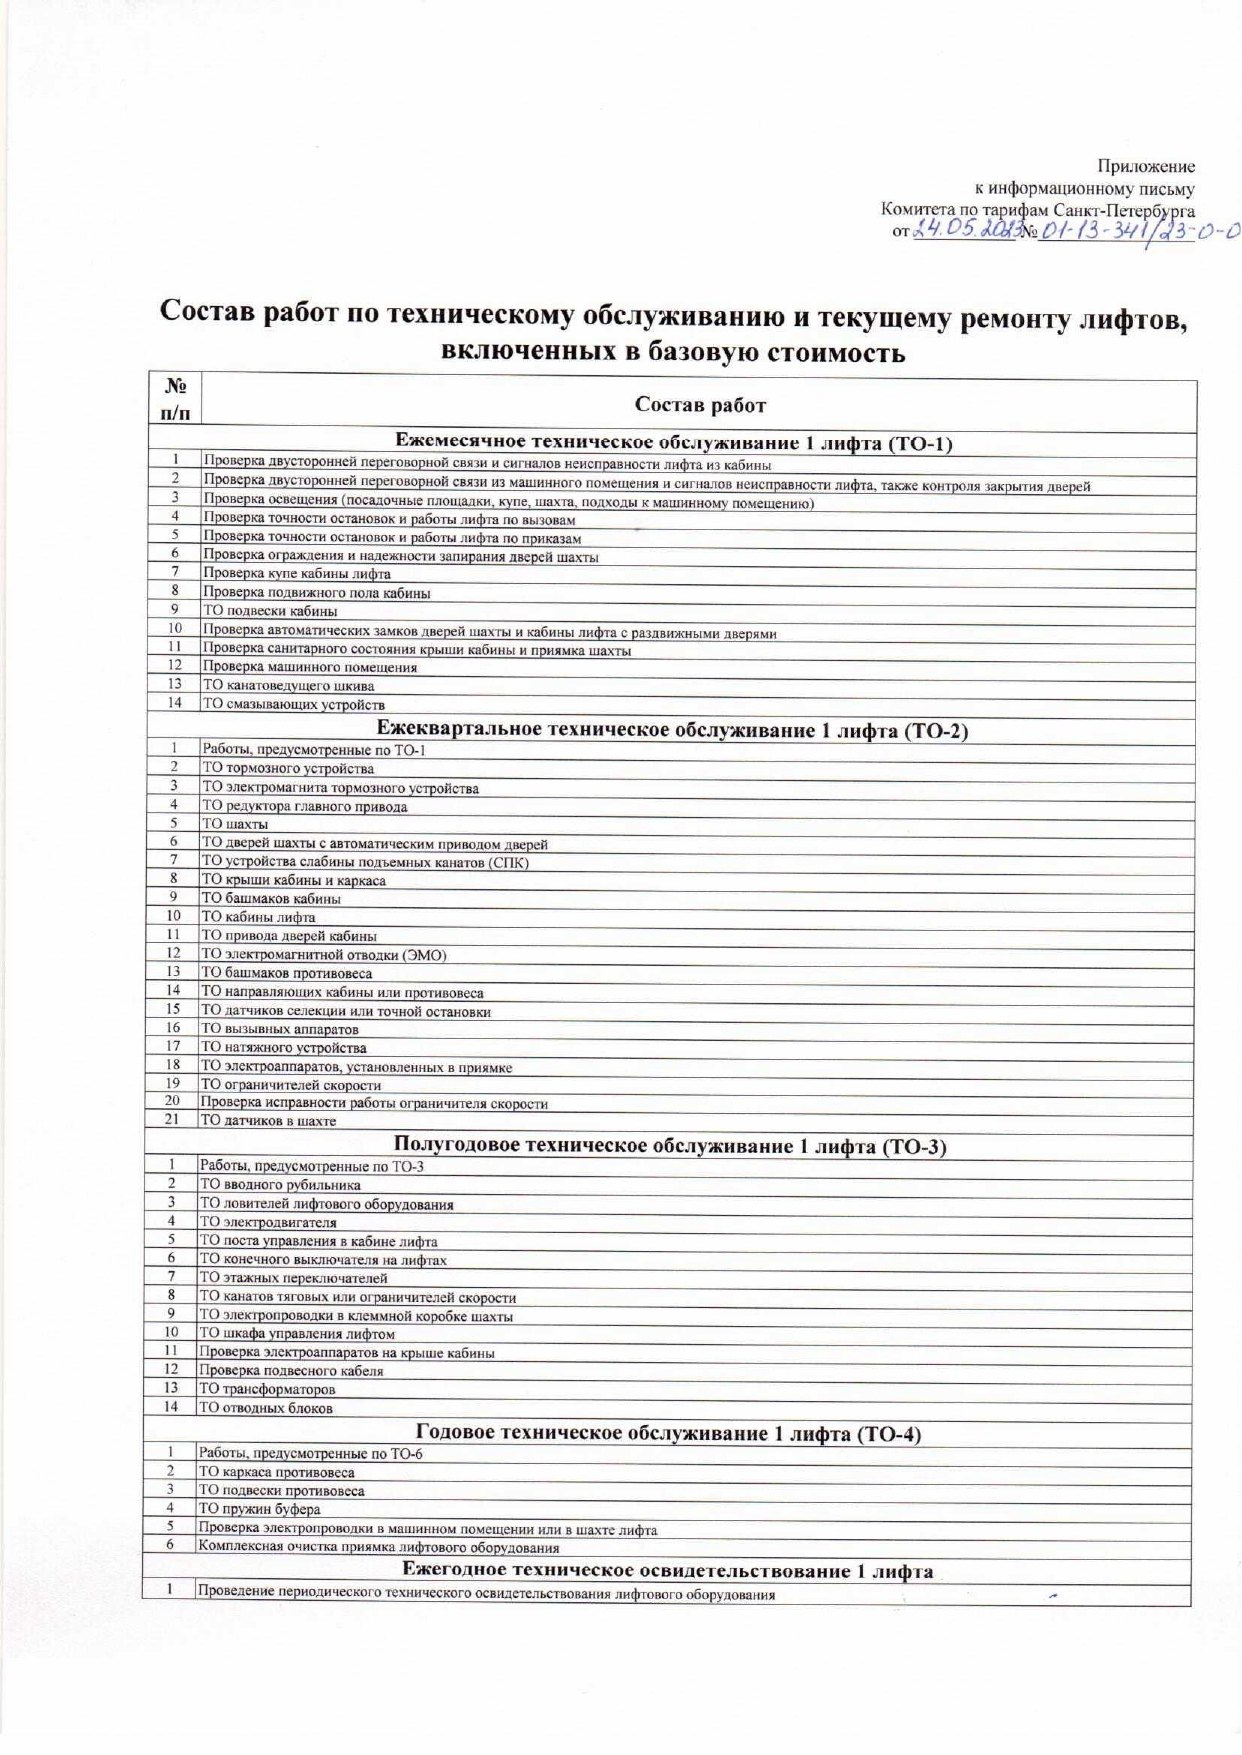 Приложение
к информационному письму
Комитета по тарифам Санкт-Петербурга
от 24.05.2023 № 01-13-341/23-0-0
Состав работ по техническому обслуживанию и текущему ремонту лифтов,
включенных в базовую стоимость
№ п/п Состав работ
Ежемесячное техническое обслуживание 1 лифта (ТО-1)
1 Проверка двусторонней переговорной связи и сигналов неисправности лифта из кабины
2 Проверка двусторонней переговорной связи из машинного помещения и сигналов неисправности лифта, также контроля закрытия дверей
3 Проверка освещения (посадочные площадки, купе, шахта, подходы к машинному помещению)
4 Проверка точности остановок и работы лифта по вызовам
5 Проверка точности остановок и работы лифта по приказам
6 Проверка ограждения и надежности запирания дверей шахты
7 Проверка купе кабины лифта
8 Проверка подвижного пола кабины
9 ТО подвески кабины
10 Проверка автоматических замков дверей шахты и кабины лифта с раздвижными дверями
11 Проверка санитарного состояния крыши кабины и приямка шахты
12 Проверка машинного помещения
13 ТО канатоведущего шкива
14 ТО смазывающих устройств
Ежеквартальное техническое обслуживание 1 лифта (ТО-2)
1 Работы, предусмотренные по ТО-1
2 ТО тормозного устройства
3 ТО электромагнита тормозного устройства
4 ТО редуктора главного привода
5 ТО шахты
6 ТО дверей шахты с автоматическим приводом дверей
7 ТО устройства слабины подъемных канатов (СПК)
8 ТО крыши кабины и каркаса
9 ТО башмаков кабины
10 ТО кабины лифта
11 ТО привода дверей кабины
12 ТО электромагнитной отводки (ЭМО)
13 ТО башмаков противовеса
14 ТО направляющих кабины или противовеса
15 ТО датчиков селекции или точной остановки
16 ТО вызывных аппаратов
17 ТО натяжного устройства
18 ТО электроаппаратов, установленных в приямке
19 ТО ограничителей скорости
20 Проверка исправности работы ограничителя скорости
21 ТО датчиков в шахте
Полугодовое техническое обслуживание 1 лифта (ТО-3)
1 Работы, предусмотренные по ТО-3
2 ТО вводного рубильника
3 ТО ловителей лифтового оборудования
4 ТО электродвигателя
5 ТО поста управления в кабине лифта
6 ТО конечного выключателя на лифтах
7 ТО этажных переключателей
8 ТО канатов тяговых или ограничителей скорости
9 ТО электропроводки в клеммной коробке шахты
10 ТО шкафа управления лифтом
11 Проверка электроаппаратов на крыше кабины
12 Проверка подвесного кабеля
13 ТО трансформаторов
14 ТО отводных блоков
Годовое техническое обслуживание 1 лифта (ТО-4)
1 Работы, предусмотренные по ТО-6
2 ТО каркаса противовеса
3 ТО подвески противовеса
4 ТО пружин буфера
5 Проверка электропроводки в машинном помещении или в шахте лифта
6 Комплексная очистка приямка лифтового оборудования
Ежегодное техническое освидетельствование 1 лифта
1 Проведение периодического технического освидетельствования лифтового оборудования